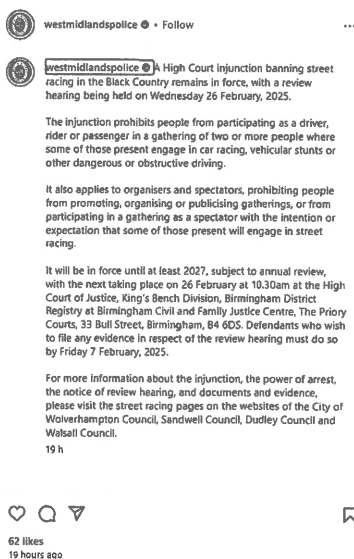 westmidlandspolice • Follow
westmidlandspolice A High Court injunction banning street
racing in the Black Country remains in force, with a review
hearing being held on Wednesday 26 February, 2025.
The injunction prohibits people from participating as a driver,
rider or passenger in a gathering of two or more people where
some of those present engage in car racing, vehicular stunts or
other dangerous or obstructive driving.
It also applies to organisers and spectators, prohibiting people
from promoting, organising or publicising gatherings, or from
participating in a gathering as a spectator with the intention or
expectation that some of those present will engage in street
racing.
It will be in force until at least 2027, subject to annual review,
with the next taking place on 26 February at 10.30am at the High
Court of Justice, King's Bench Division, Birmingham District
Registry at Birmingham Civil and Family Justice Centre, The Priory
Courts, 33 Bull Street, Birmingham, B4 6DS. Defendants who wish
to file any evidence in respect of the review hearing must do so
by Friday 7 February, 2025.
For more information about the injunction, the power of arrest,
the notice of review hearing, and documents and evidence,
please visit the street racing pages on the websites of the City of
Wolverhampton Council, Sandwell Council, Dudley Council and
Walsall Council.
19 h
62 likes
19 hours ago